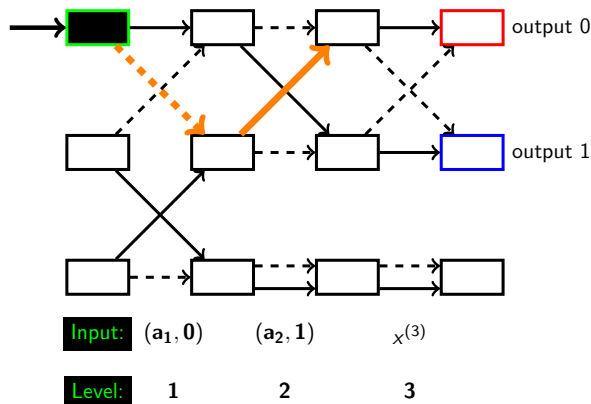 output 0
output 1
Input: (a₁, 0) (a₂, 1) x⁽³⁾
Level: 1 2 3